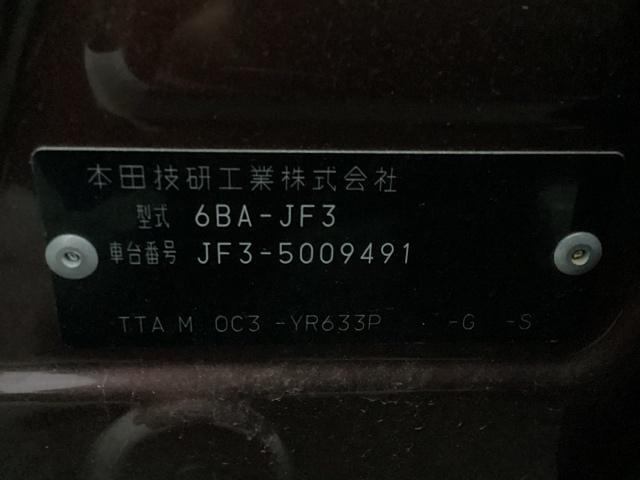 本田技研工業株式会社
型式 6BA-JF3
車台番号 JF3-5009491
TTA M 0C3 -YR633P -G -S